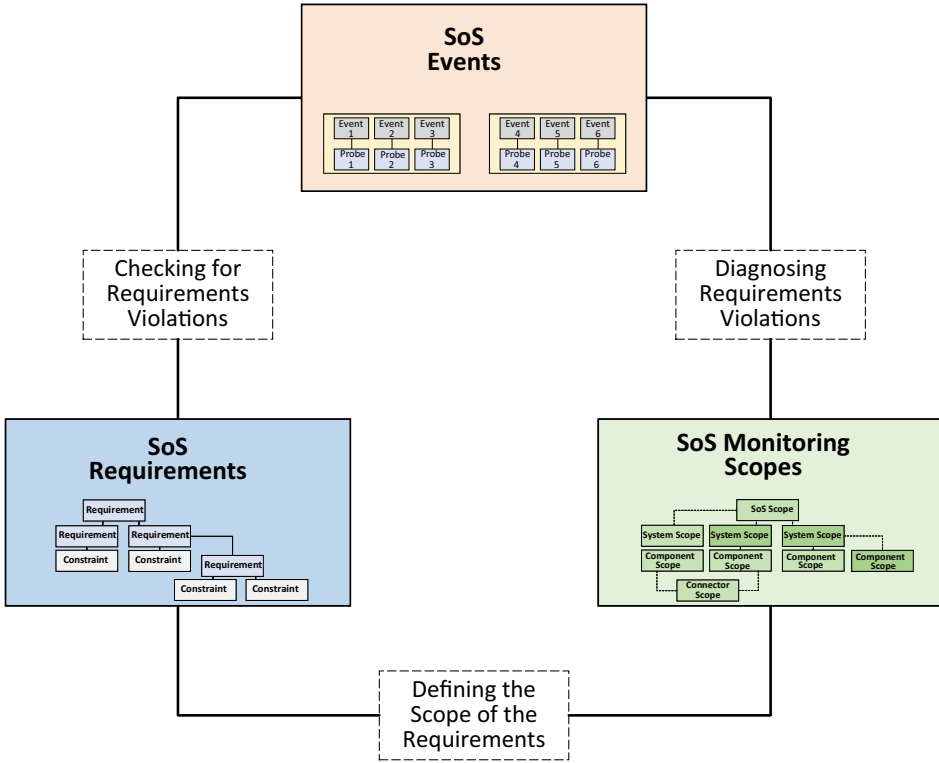 SoS
Events
Event Event Event
1 2 3
Probe Probe Probe
1 2 3
Event Event Event
4 5 6
Probe Probe Probe
4 5 6
Checking for
Requirements
Violations
Diagnosing
Requirements
Violations
SoS
Requirements
Requirement
Requirement Requirement
Constraint Constraint
Requirement
Constraint Constraint
SoS Monitoring
Scopes
SoS Scope
System Scope System Scope System Scope
Component Component Component Component
Scope Scope Scope Scope
Connector
Scope
Defining the
Scope of the
Requirements